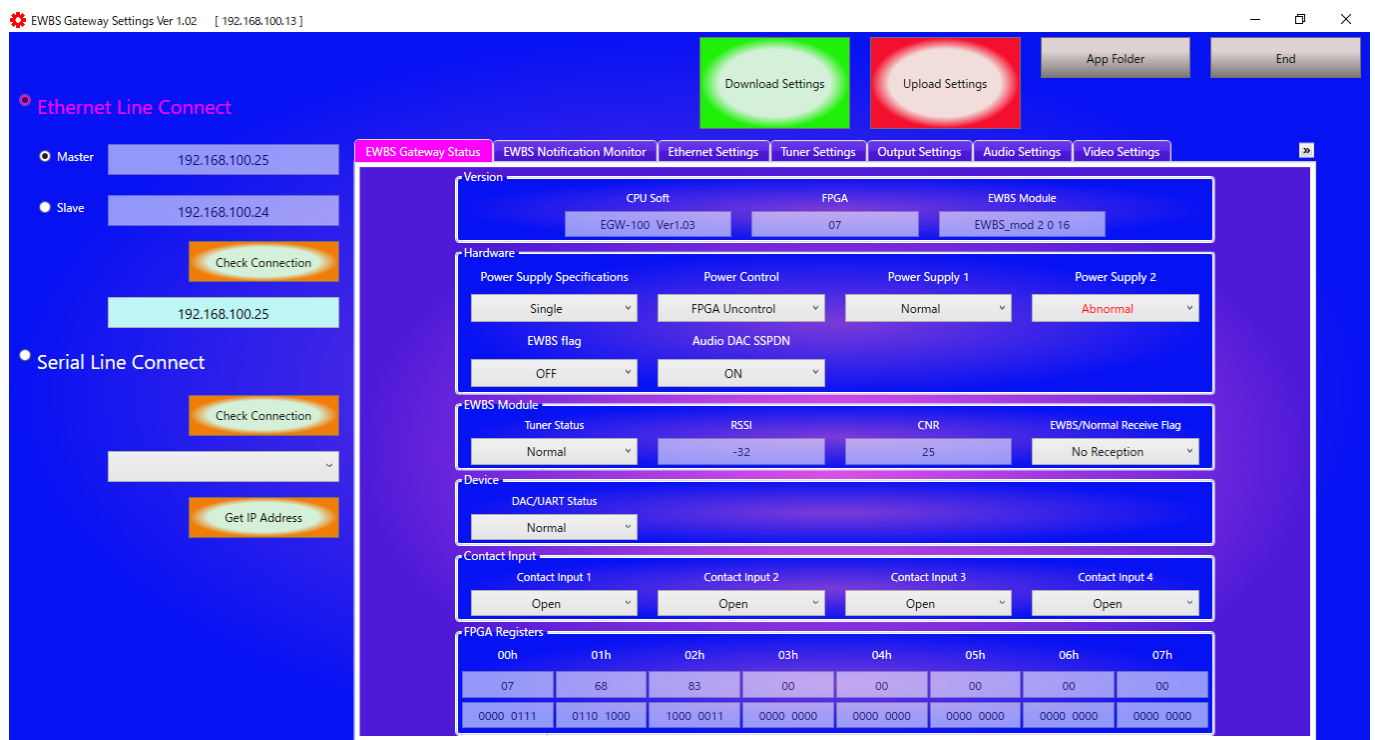 EWBS Gateway Settings Ver 1.02 [ 192.168.100.13 ]
Download Settings
Upload Settings
App Folder
End
Ethernet Line Connect
Master
192.168.100.25
Slave
192.168.100.24
Check Connection
192.168.100.25
Serial Line Connect
Check Connection
Get IP Address
EWBS Gateway Status EWBS Notification Monitor Ethernet Settings Tuner Settings Output Settings Audio Settings Video Settings »
Version
CPU Soft FPGA EWBS Module
EGW-100 Ver1.03 07 EWBS_mod 2 0 16
Hardware
Power Supply Specifications Power Control Power Supply 1 Power Supply 2
Single FPGA Uncontrol Normal Abnormal
EWBS flag Audio DAC SSPDN
OFF ON
EWBS Module
Tuner Status RSSI CNR EWBS/Normal Receive Flag
Normal -32 25 No Reception
Device
DAC/UART Status
Normal
Contact Input
Contact Input 1 Contact Input 2 Contact Input 3 Contact Input 4
Open Open Open Open
FPGA Registers
00h 01h 02h 03h 04h 05h 06h 07h
07 68 83 00 00 00 00 00
0000 0111 0110 1000 1000 0011 0000 0000 0000 0000 0000 0000 0000 0000 0000 0000